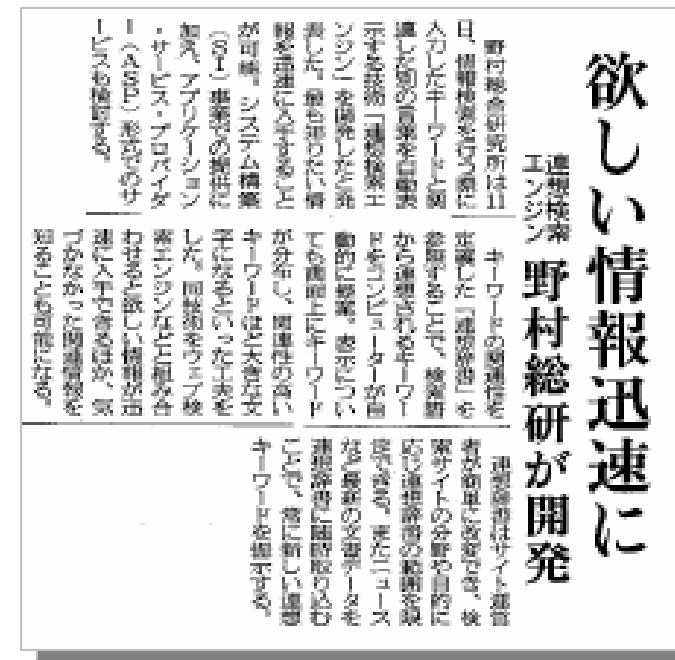 欲しい情報迅速に
連想検索
エンジン
野村総研が開発
野村総合研究所は11
日、情報検索を行う際に
入力したキーワードと関
連した別の言葉を自動表
示する技術「連想検索エ
ンジン」を開発したと発
表した。最も知りたい情
報を迅速に入手すること
が可能。システム構築
(SI)事業での提供に
加え、アプリケーション
・サービス・プロバイダ
ー(ASP)形式でのサ
ービスも検討する。
キーワードの関連性を
定義した「連想辞書」を
参照することで、検索語
から連想されるキーワー
ドをコンピューターが自
動的に提案。表示につい
ても画面上にキーワード
が分布し、関連性の高い
キーワードほど大きな文
字になるといった工夫を
した。同技術をウェブ検
索エンジンなどと組み合
わせると欲しい情報が迅
速に入手できるほか、気
づかなかった関連情報を
知ることも可能になる。
連想辞書はサイト運営
者が簡単に改変でき、検
索サイトの分野や目的に
応じ連想辞書の範囲を限
定できる。またニュース
など最新の文書データを
連想辞書に随時取り込む
ことで、常に新しい連想
キーワードを提示する。